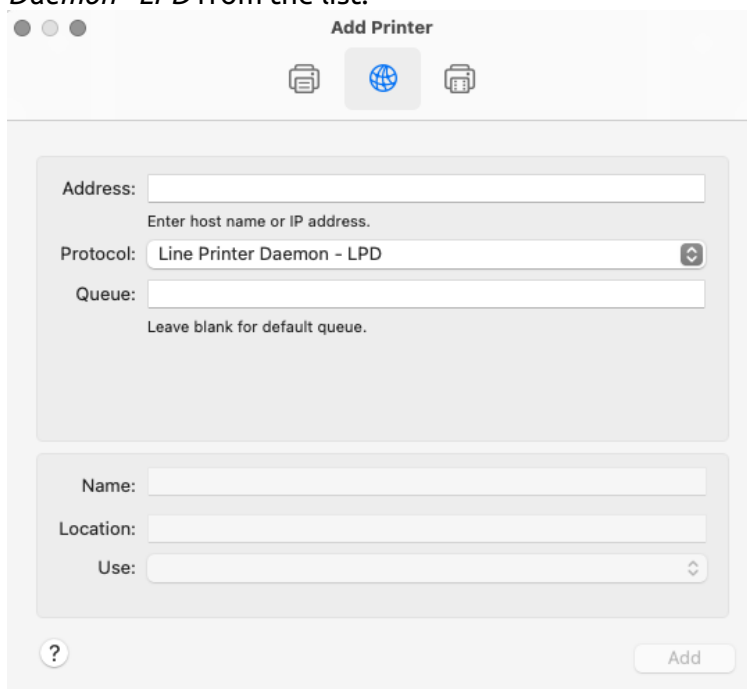 Daemon - LPD from the list.
Add Printer
Address:
Enter host name or IP address.
Protocol: Line Printer Daemon - LPD
Queue:
Leave blank for default queue.
Name:
Location:
Use:
? Add